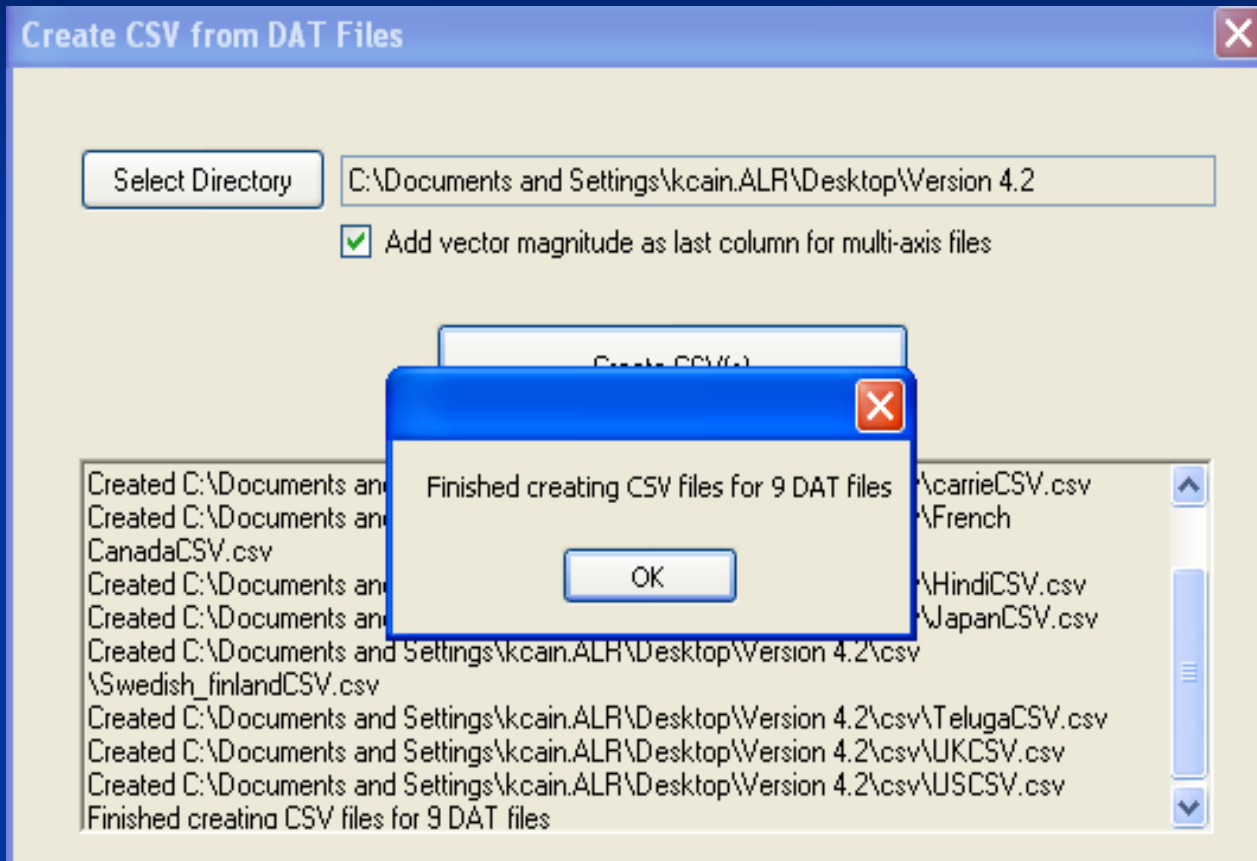 Create CSV from DAT Files
Select Directory
C:\Documents and Settings\kcain.ALR\Desktop\Version 4.2
Add vector magnitude as last column for multi-axis files
Finished creating CSV files for 9 DAT files
OK
Created C:\Documents an \carrieCSV.csv
Created C:\Documents an \French
CanadaCSV.csv
Created C:\Documents an \HindiCSV.csv
Created C:\Documents an \JapanCSV.csv
Created C:\Documents and Settings\kcain.ALR\Desktop\Version 4.2\csv
\Swedish_finlandCSV.csv
Created C:\Documents and Settings\kcain.ALR\Desktop\Version 4.2\csv\TelugaCSV.csv
Created C:\Documents and Settings\kcain.ALR\Desktop\Version 4.2\csv\UKCSV.csv
Created C:\Documents and Settings\kcain.ALR\Desktop\Version 4.2\csv\USCSV.csv
Finished creating CSV files for 9 DAT files